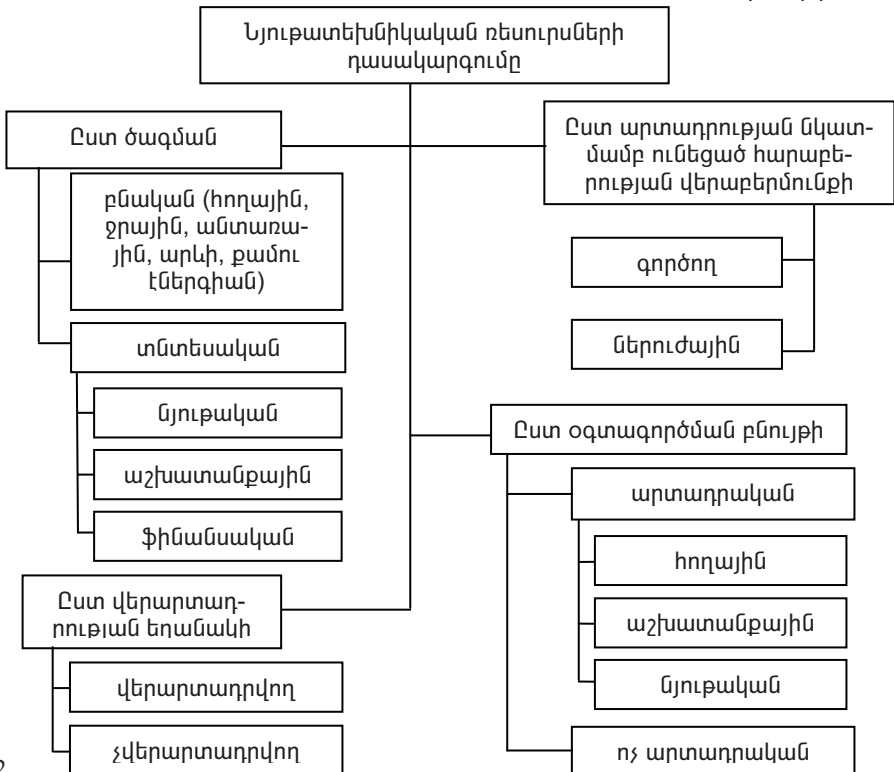 Նյութատեխնիկական ռեսուրսների
դասակարգումը
Ըստ ծագման
բնական (հողային,
ջրային, անտառա-
յին, արևի, քամու
էներգիան)
տնտեսական
նյութական
աշխատանքային
ֆինանսական
Ըստ վերարտադ-
րության եղանակի
վերարտադրվող
չվերարտադրվող
Ըստ արտադրության նկատ-
մամբ ունեցած հարաբե-
րության վերաբերմունքի
գործող
ներուժային
Ըստ օգտագործման բնույթի
արտադրական
հողային
աշխատանքային
նյութական
ոչ արտադրական